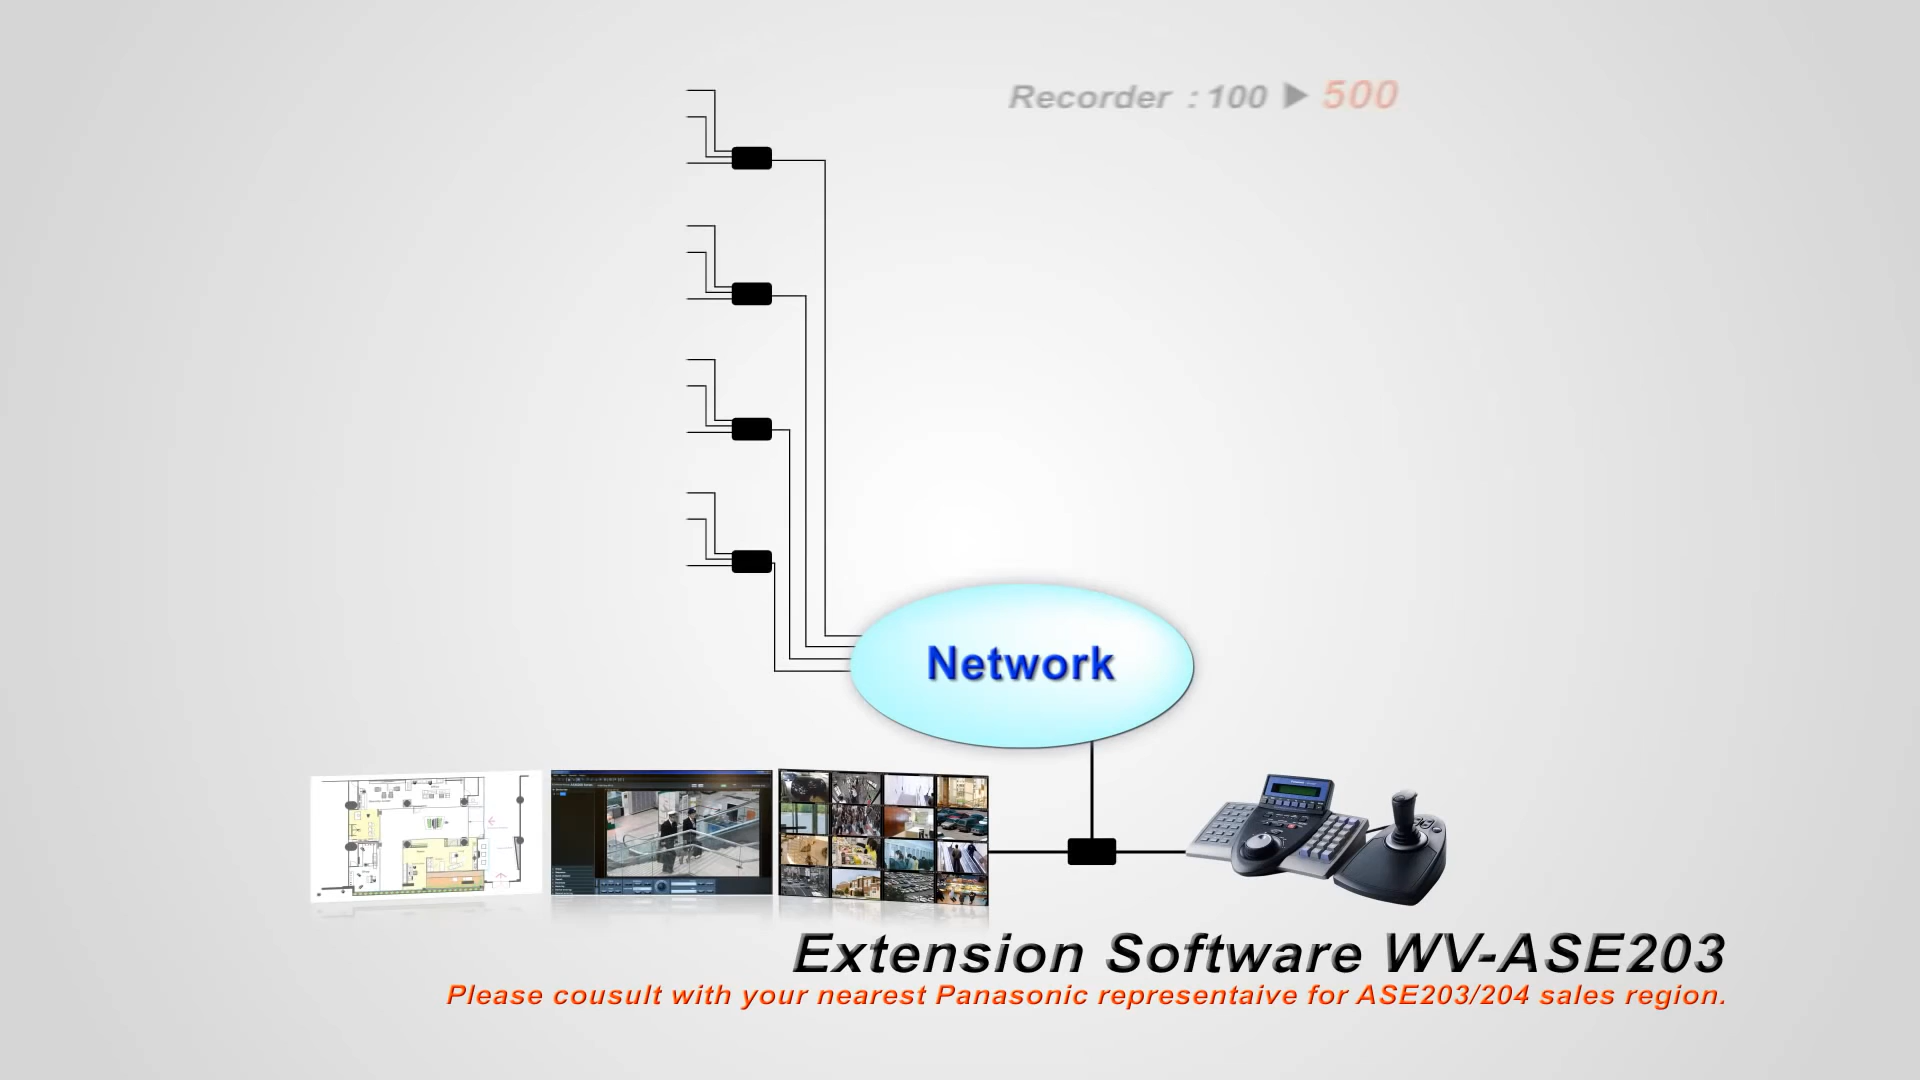 Recorder : 100 ▶ 500
Network
Extension Software WV-ASE203
Please cousult with your nearest Panasonic representaive for ASE203/204 sales region.